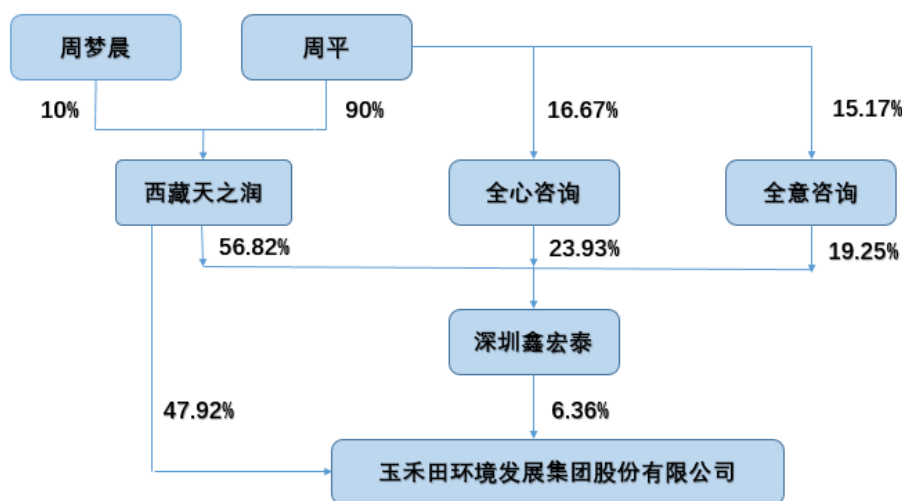 周梦晨
周平
10%
90%
16.67%
15.17%
西藏天之润
全心咨询
全意咨询
56.82%
23.93%
19.25%
深圳鑫宏泰
47.92%
6.36%
玉禾田环境发展集团股份有限公司